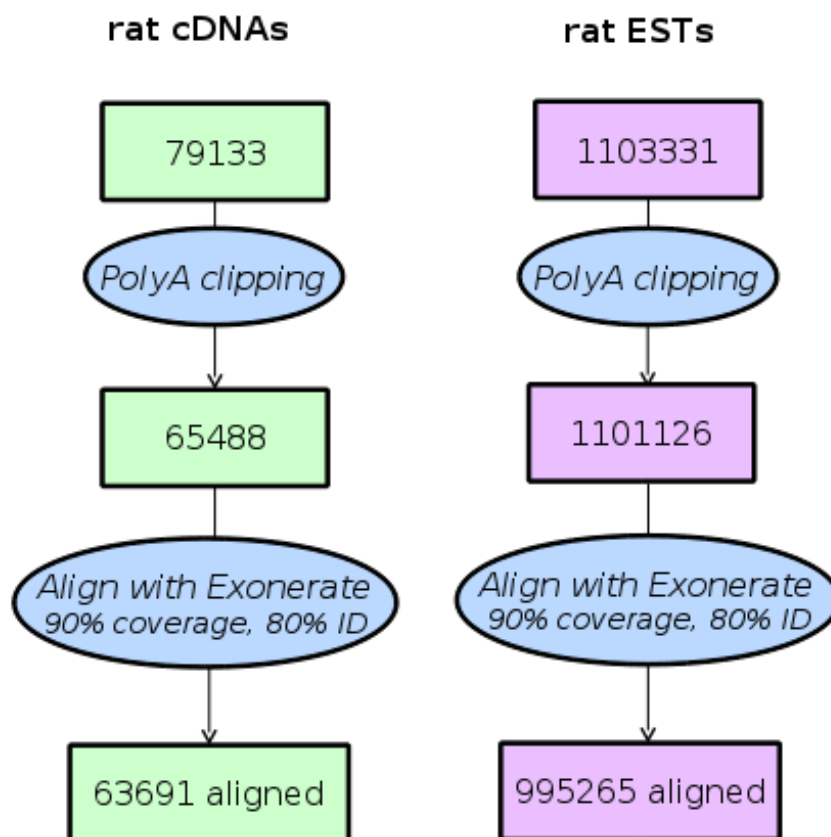 rat cDNAs
79133
PolyA clipping
65488
Align with Exonerate
90% coverage, 80% ID
63691 aligned
rat ESTs
1103331
PolyA clipping
1101126
Align with Exonerate
90% coverage, 80% ID
995265 aligned